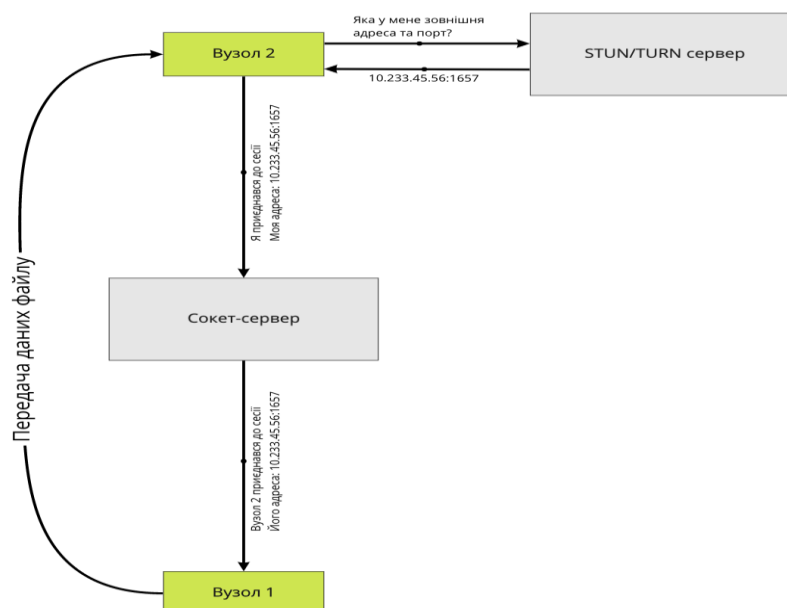 Яка у мене зовнішня
адреса та порт?
Вузол 2
STUN/TURN сервер
10.233.45.56:1657
Я приєднався до сесії
Моя адреса: 10.233.45.56:1657
Передача даних файлу
Сокет-сервер
Вузол 2 приєднався до сесії
Його адреса: 10.233.45.56:1657
Вузол 1